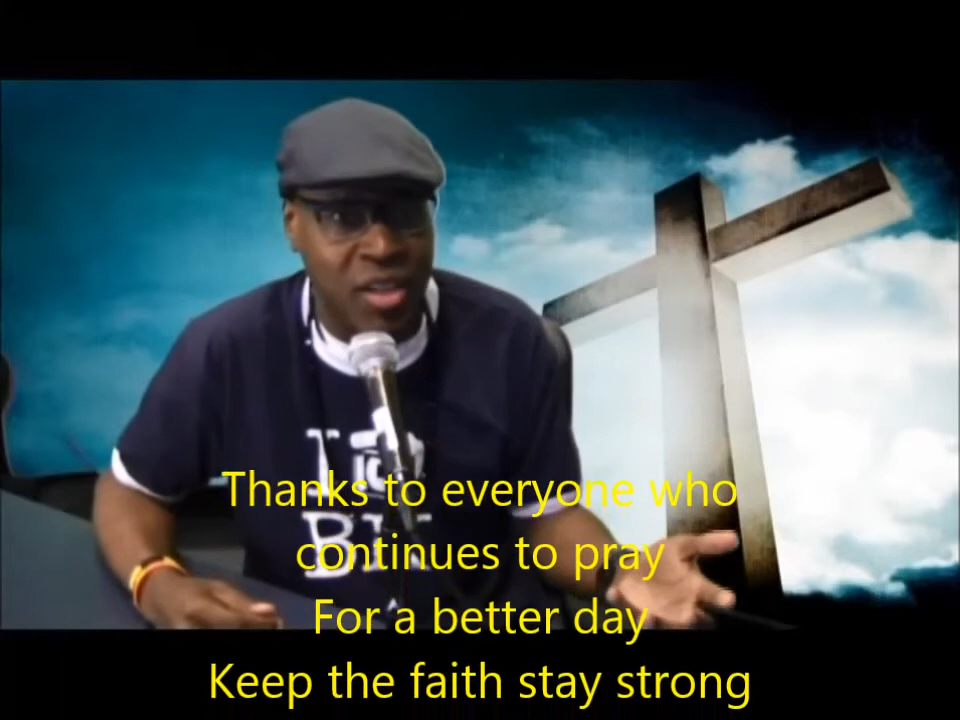 Thanks to everyone who
continues to pray
For a better day
Keep the faith stay strong